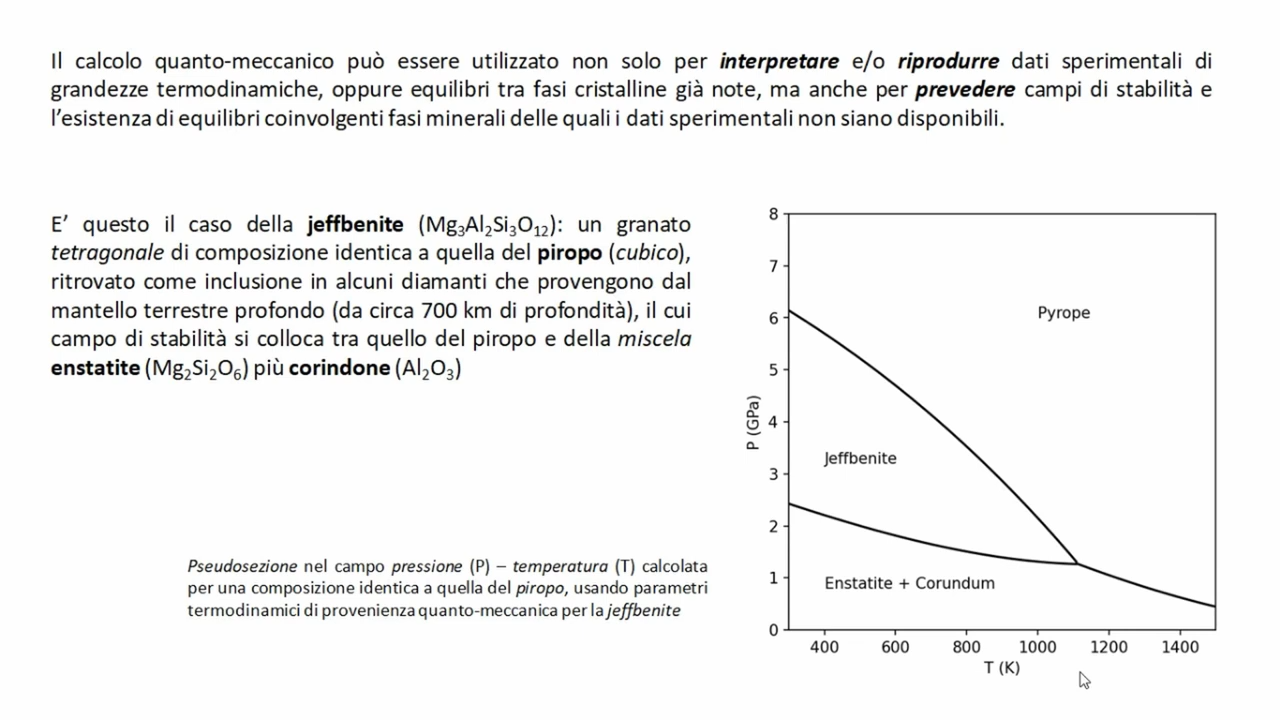 Il calcolo quanto-meccanico può essere utilizzato non solo per interpretare e/o riprodurre dati sperimentali di
grandezze termodinamiche, oppure equilibri tra fasi cristalline già note, ma anche per prevedere campi di stabilità e
l’esistenza di equilibri coinvolgenti fasi minerali delle quali i dati sperimentali non siano disponibili.
E’ questo il caso della jeffbenite (Mg₃Al₂Si₃O₁₂): un granato
tetragonale di composizione identica a quella del piropo (cubico),
ritrovato come inclusione in alcuni diamanti che provengono dal
mantello terrestre profondo (da circa 700 km di profondità), il cui
campo di stabilità si colloca tra quello del piropo e della miscela
enstatite (Mg₂Si₂O₆) più corindone (Al₂O₃)
Pseudosezione nel campo pressione (P) – temperatura (T) calcolata
per una composizione identica a quella del piropo, usando parametri
termodinamici di provenienza quanto-meccanica per la jeffbenite
8
7
6
5
4
3
2
1
0
P (GPa)
Pyrope
Jeffbenite
Enstatite + Corundum
400 600 800 1000 1200 1400
T (K)